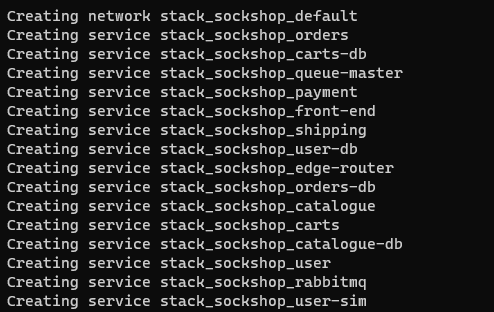 Creating network stack_sockshop_default
Creating service stack_sockshop_orders
Creating service stack_sockshop_carts-db
Creating service stack_sockshop_queue-master
Creating service stack_sockshop_payment
Creating service stack_sockshop_front-end
Creating service stack_sockshop_shipping
Creating service stack_sockshop_user-db
Creating service stack_sockshop_edge-router
Creating service stack_sockshop_orders-db
Creating service stack_sockshop_catalogue
Creating service stack_sockshop_carts
Creating service stack_sockshop_catalogue-db
Creating service stack_sockshop_user
Creating service stack_sockshop_rabbitmq
Creating service stack_sockshop_user-sim